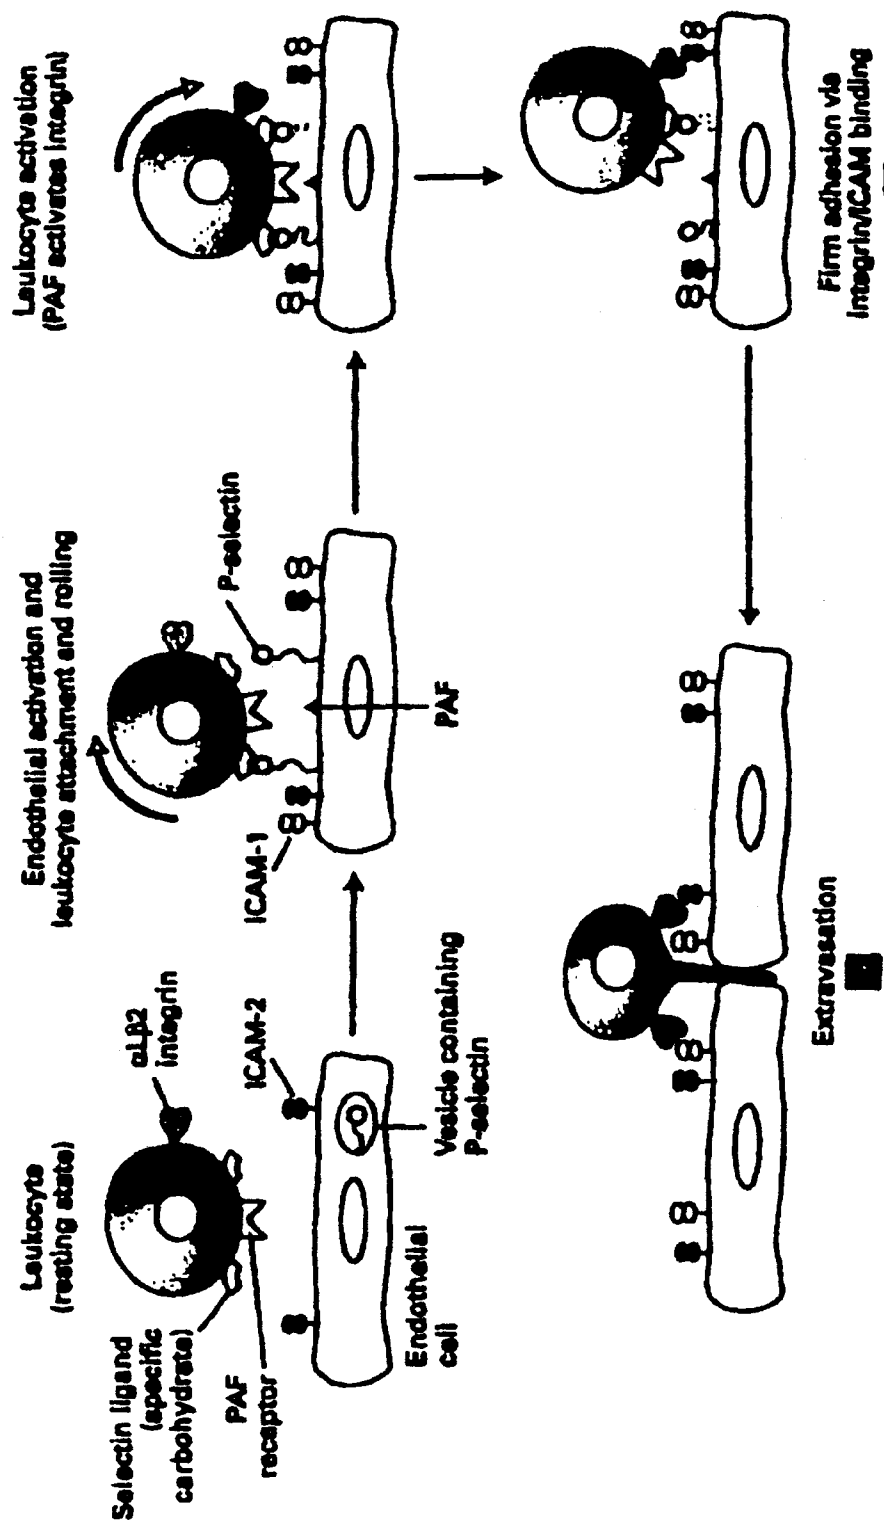 Leukocyte
(resting state)
Selectin ligand
(specific
carbohydrate)
PAF
receptor
αLβ2
integrin
ICAM-2
Endothelial
cell
Vesicle containing
P-selectin
Endothelial activation and
leukocyte attachment and rolling
ICAM-1
P-selectin
PAF
Leukocyte activation
(PAF activates integrin)
Firm adhesion via
integrin/ICAM binding
Extravasation